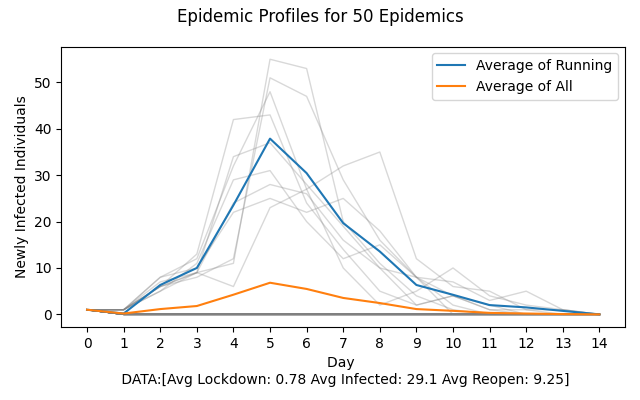 Epidemic Profiles for 50 Epidemics
Average of Running
Average of All
Newly Infected Individuals
50
40
30
20
10
0
0 1 2 3 4 5 6 7 8 9 10 11 12 13 14
Day
DATA:[Avg Lockdown: 0.78 Avg Infected: 29.1 Avg Reopen: 9.25]